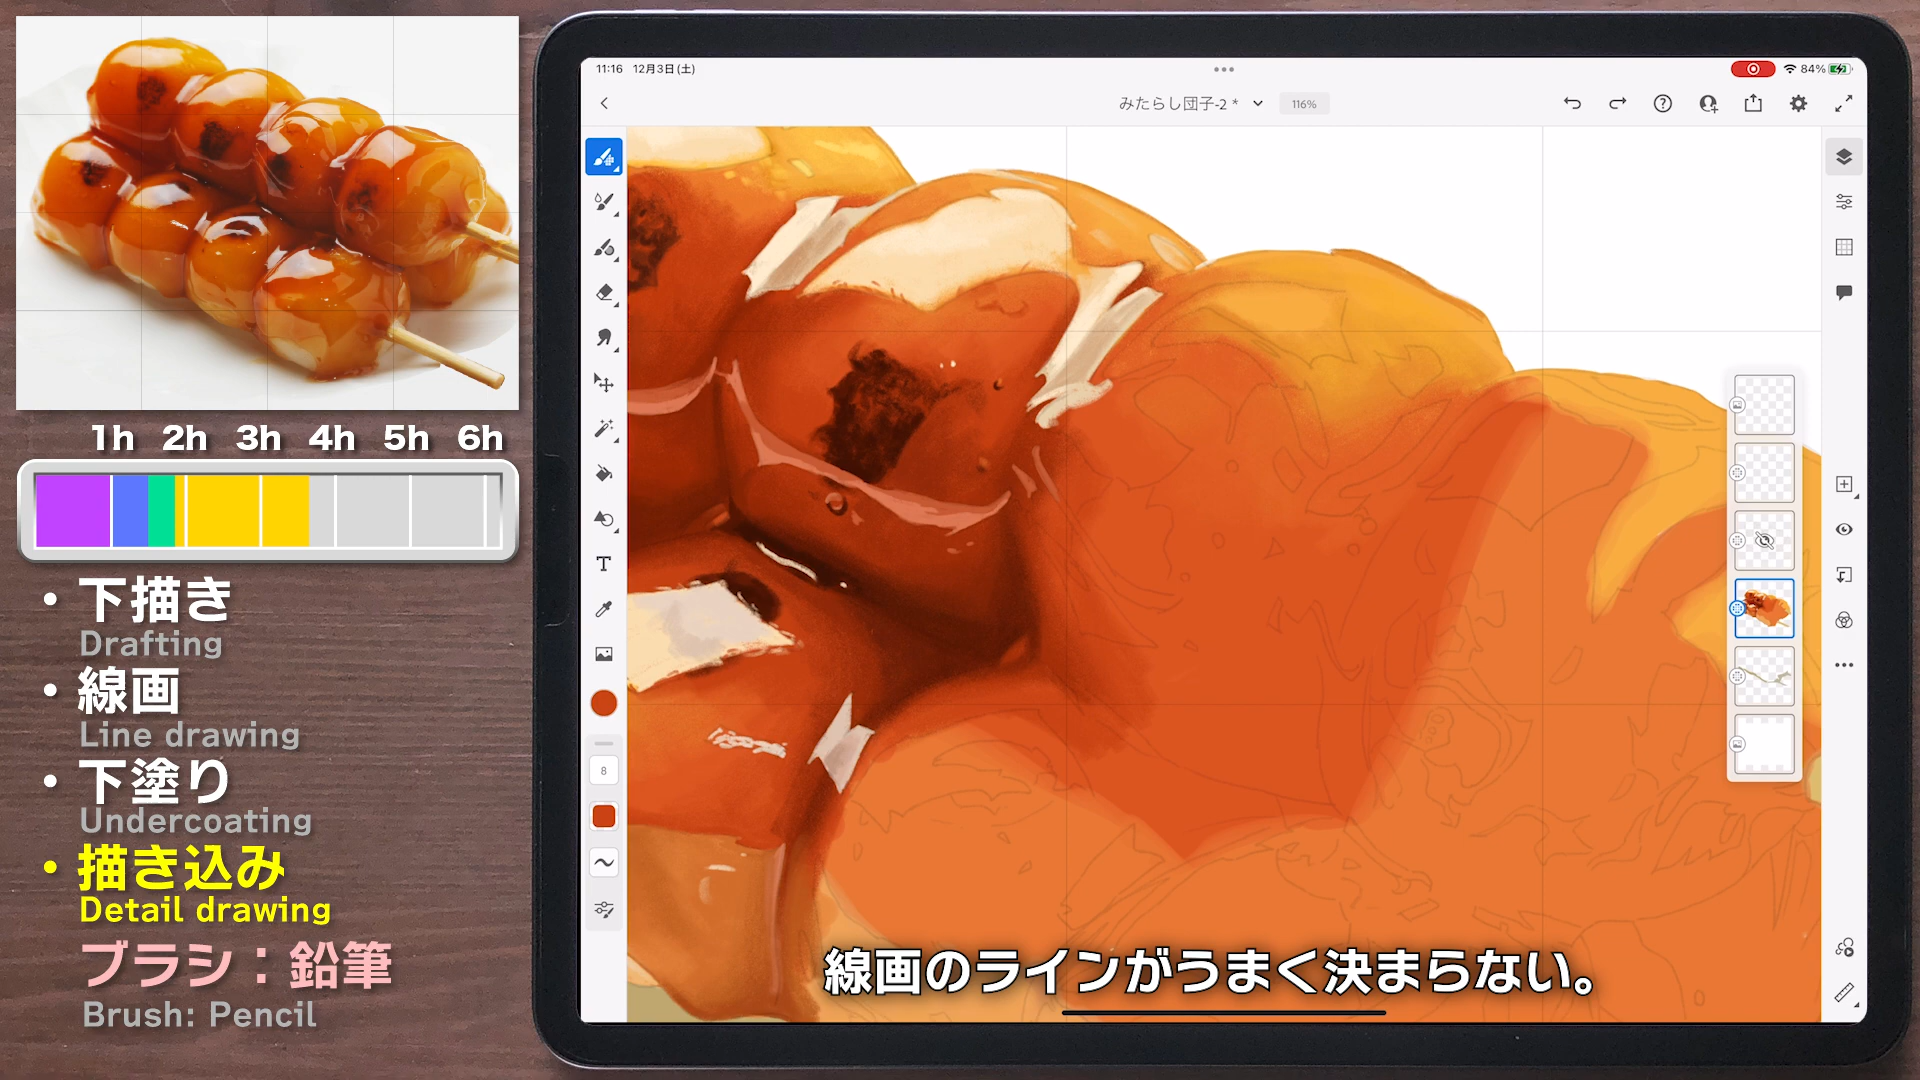 1h 2h 3h 4h 5h 6h
・下描き
Drafting
・線画
Line drawing
・下塗り
Undercoating
・描き込み
Detail drawing
ブラシ：鉛筆
Brush: Pencil
11:16 12月3日(土)
84%
みたらし団子-2 *
116%
T
8
線画のラインがうまく決まらない。